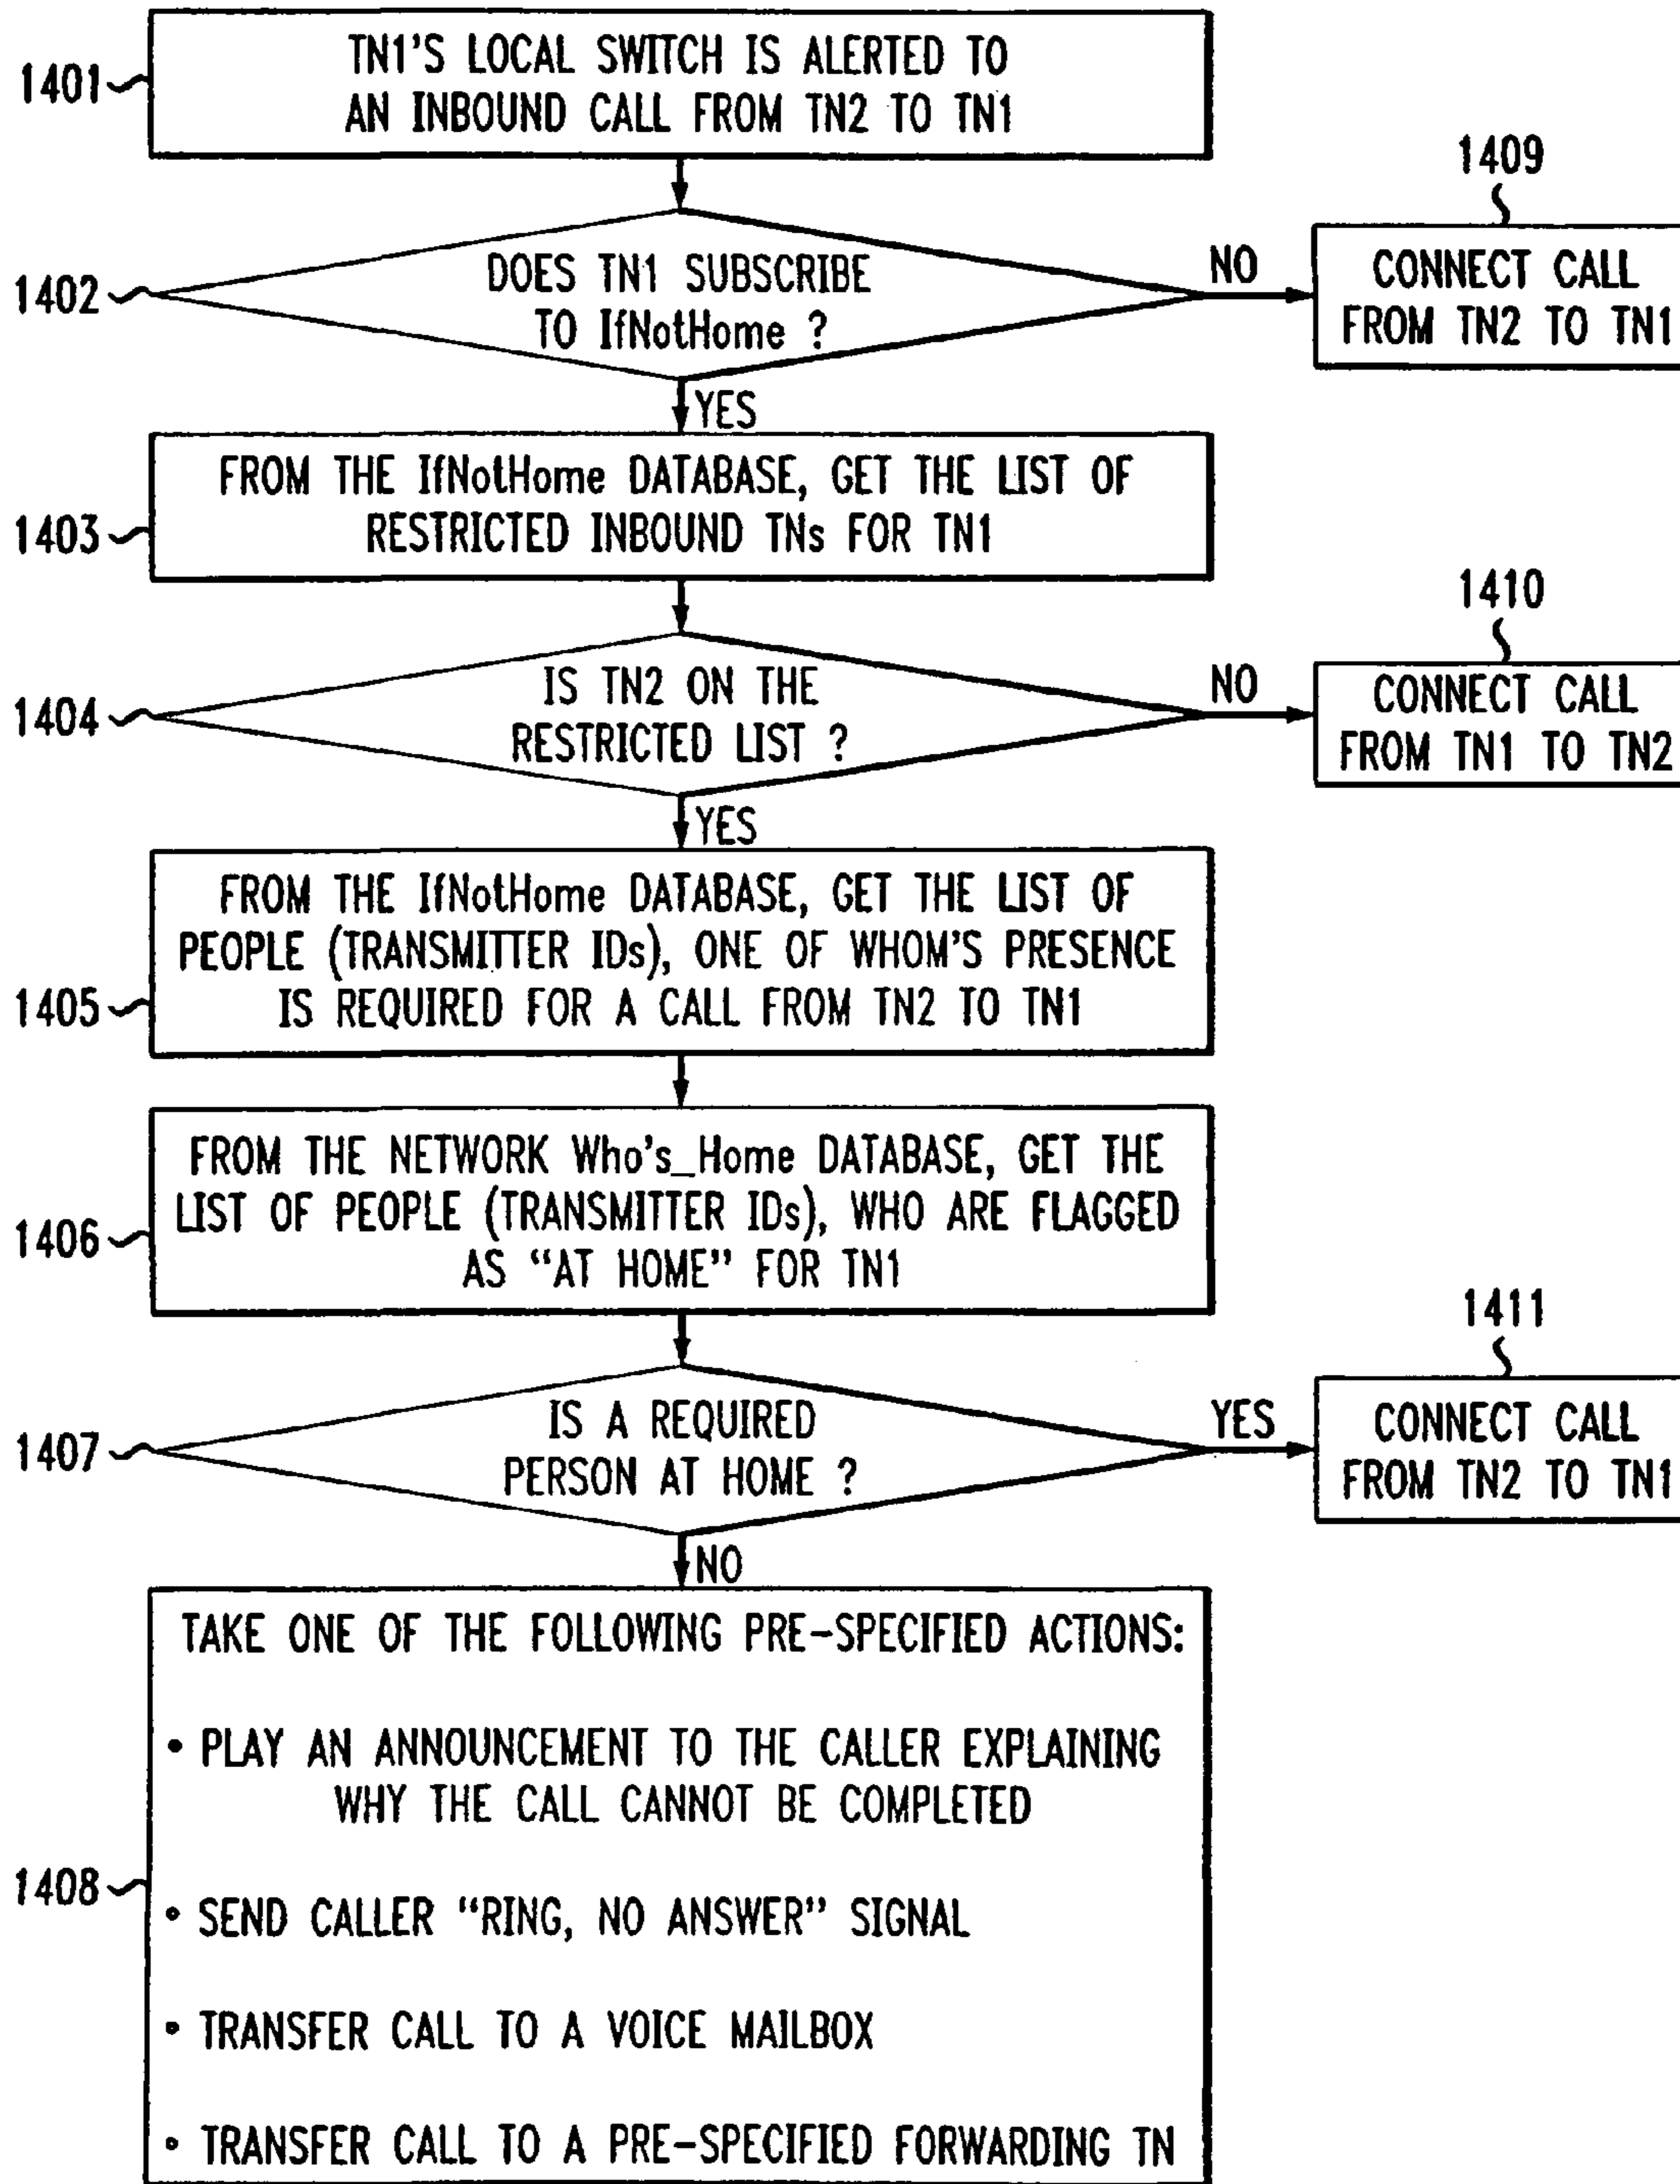 1401
TN1'S LOCAL SWITCH IS ALERTED TO
AN INBOUND CALL FROM TN2 TO TN1
1402
DOES TN1 SUBSCRIBE
TO IfNotHome ?
NO
1409
CONNECT CALL
FROM TN2 TO TN1
YES
1403
FROM THE IfNotHome DATABASE, GET THE LIST OF
RESTRICTED INBOUND TNs FOR TN1
1404
IS TN2 ON THE
RESTRICTED LIST ?
NO
1410
CONNECT CALL
FROM TN1 TO TN2
YES
1405
FROM THE IfNotHome DATABASE, GET THE LIST OF
PEOPLE (TRANSMITTER IDs), ONE OF WHOM'S PRESENCE
IS REQUIRED FOR A CALL FROM TN2 TO TN1
1406
FROM THE NETWORK Who's_Home DATABASE, GET THE
LIST OF PEOPLE (TRANSMITTER IDs), WHO ARE FLAGGED
AS "AT HOME" FOR TN1
1407
IS A REQUIRED
PERSON AT HOME ?
YES
1411
CONNECT CALL
FROM TN2 TO TN1
NO
1408
TAKE ONE OF THE FOLLOWING PRE-SPECIFIED ACTIONS:
• PLAY AN ANNOUNCEMENT TO THE CALLER EXPLAINING
WHY THE CALL CANNOT BE COMPLETED
• SEND CALLER "RING, NO ANSWER" SIGNAL
• TRANSFER CALL TO A VOICE MAILBOX
• TRANSFER CALL TO A PRE-SPECIFIED FORWARDING TN